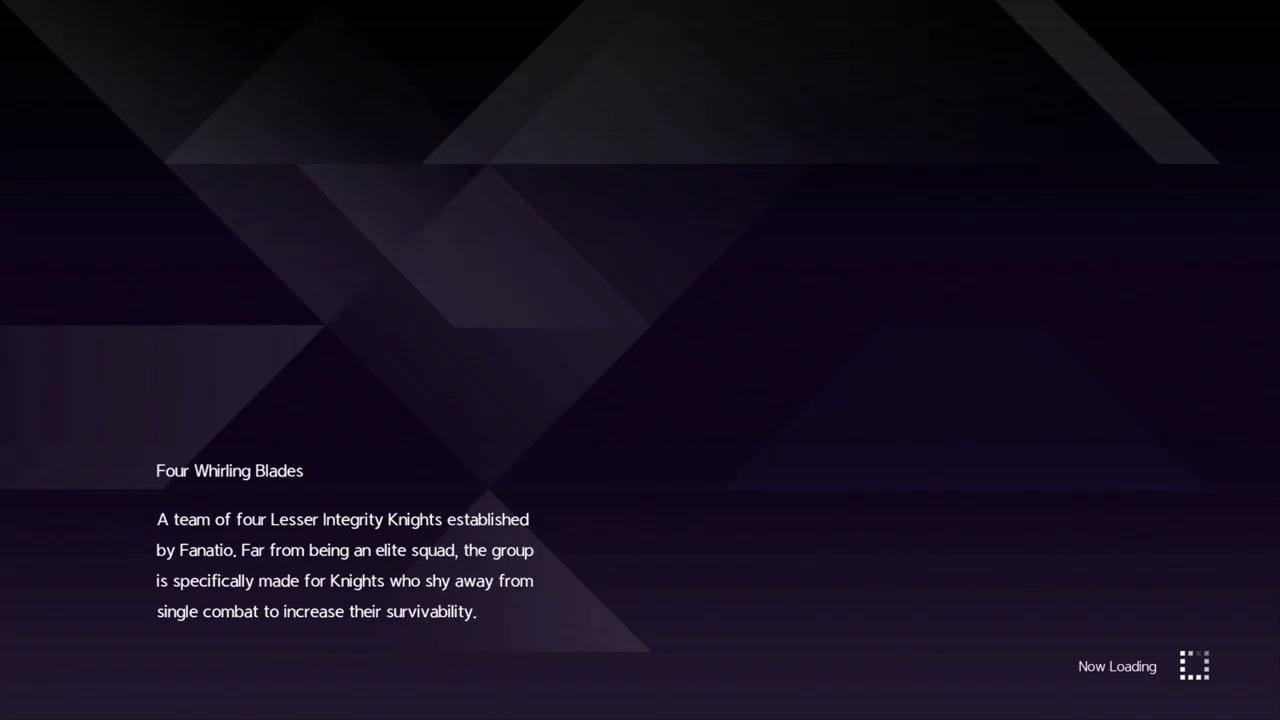 Four Whirling Blades
A team of four Lesser Integrity Knights established
by Fanatio. Far from being an elite squad, the group
is specifically made for Knights who shy away from
single combat to increase their survivability.
Now Loading